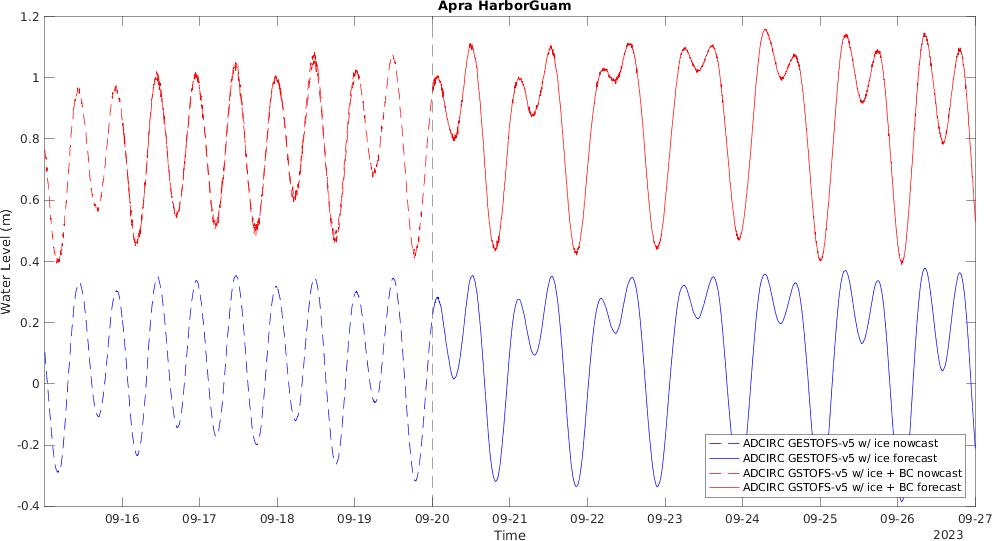 Apra HarborGuam
1.2
1
0.8
0.6
0.4
0.2
0
-0.2
-0.4
Water Level (m)
ADCIRC GESTOFS-v5 w/ ice nowcast
ADCIRC GESTOFS-v5 w/ ice forecast
ADCIRC GSTOFS-v5 w/ ice + BC nowcast
ADCIRC GSTOFS-v5 w/ ice + BC forecast
09-16 09-17 09-18 09-19 09-20 09-21 09-22 09-23 09-24 09-25 09-26 09-27
Time
2023